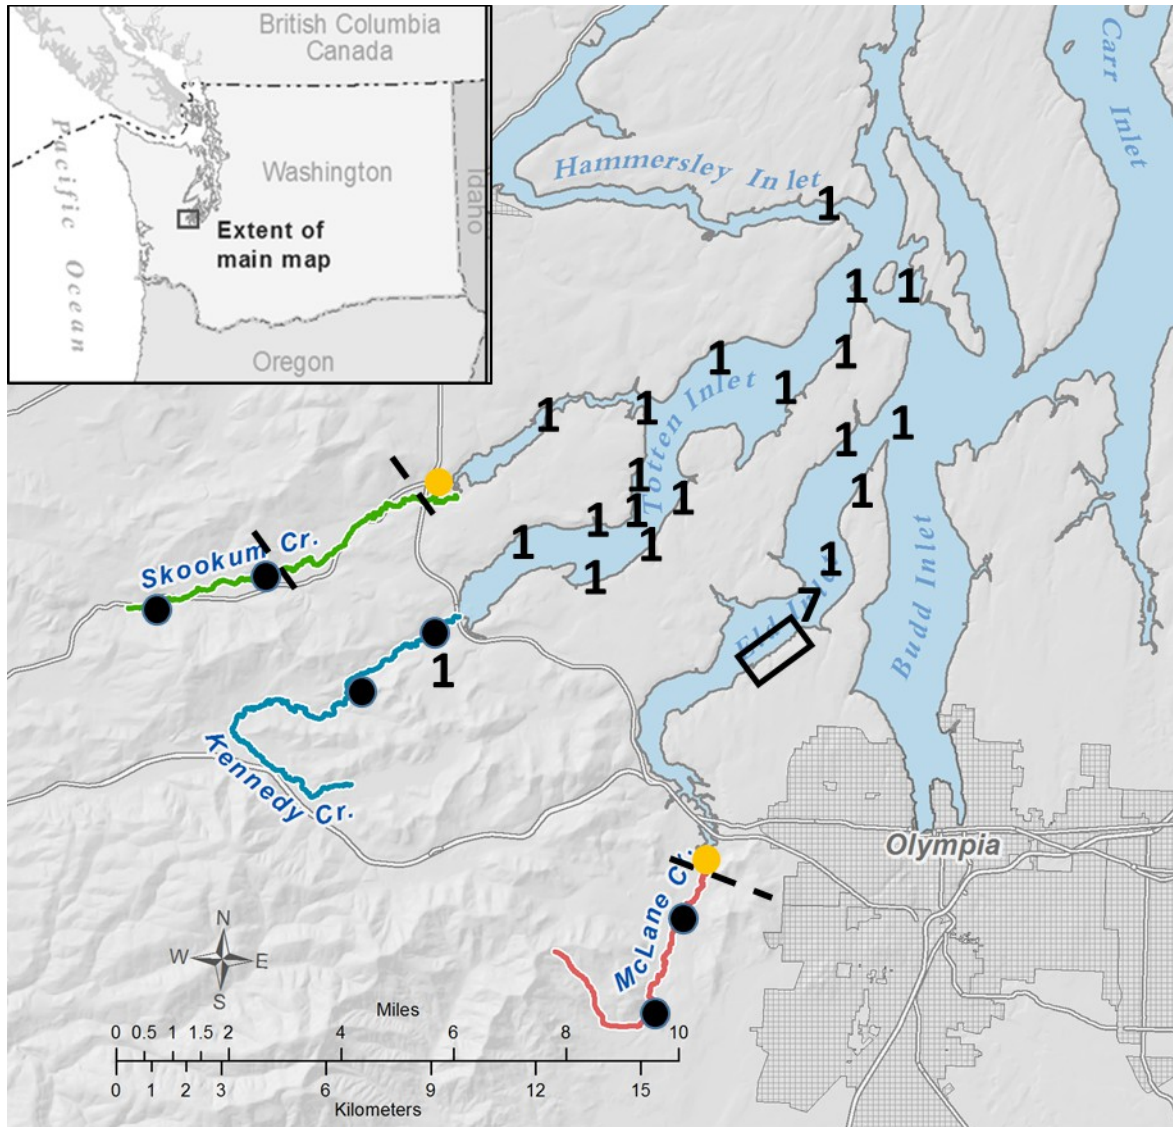 British Columbia
Canada
Pacific Ocean
Washington
Idaho
Extent of
main map
Oregon
Carr Inlet
Hammersley Inlet
1
1
1
1
1
1
1
1
Totten Inlet
1
1
1
1
1
1
1
1
1
1
1
1
Skookum Cr.
1
7
Eld Inlet
Budd Inlet
1
Kennedy Cr.
Olympia
McLane Cr.
N
W
E
S
Miles
0 0.5 1 1.5 2 4 6 8 10
0 1 2 3 6 9 12 15
Kilometers